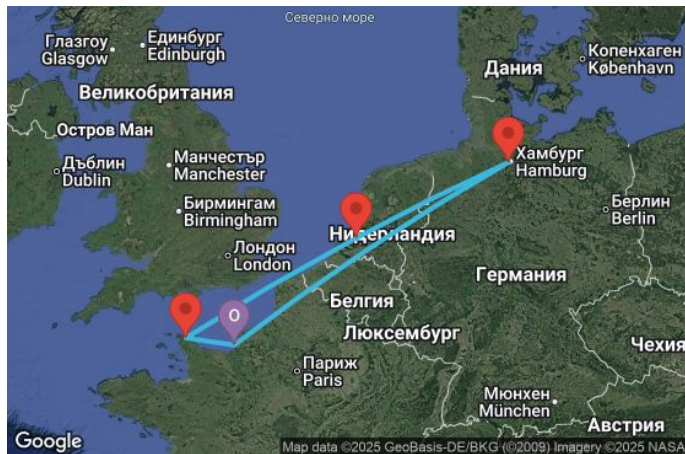 Северно море
Глазгоу
Glasgow
Единбург
Edinburgh
Копенхаген
København
Дания
Великобритания
Остров Ман
Дъблин
Dublin
Манчестър
Manchester
Хамбург
Hamburg
Бирмингам
Birmingham
Берлин
Berlin
Нидерландия
Лондон
London
Германия
Белгия
O
Люксембург
Чехия
Париж
Paris
Мюнхен
München
Австрия
Google
Map data ©2025 GeoBasis-DE/BKG (©2009) Imagery ©2025 NASA